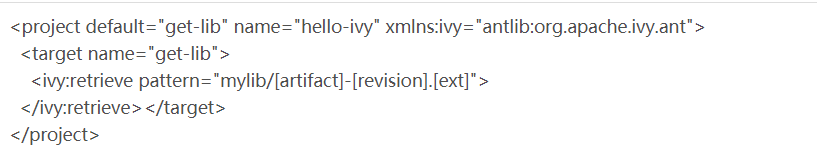 <project default="get-lib" name="hello-ivy" xmlns:ivy="antlib:org.apache.ivy.ant">
<target name="get-lib">
<ivy:retrieve pattern="mylib/[artifact]-[revision].[ext]">
</ivy:retrieve></target>
</project>